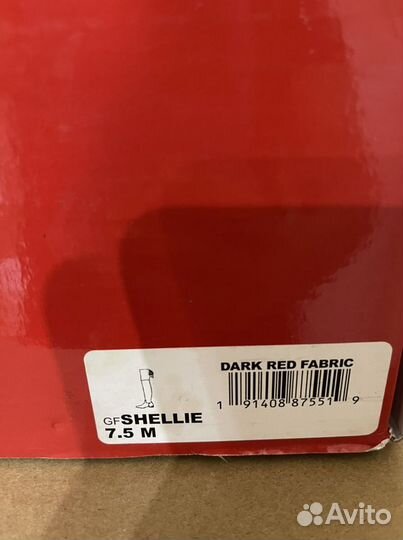 DARK RED FABRIC
1 91408 87551 9
GFSHELLIE
7.5 M
Avito